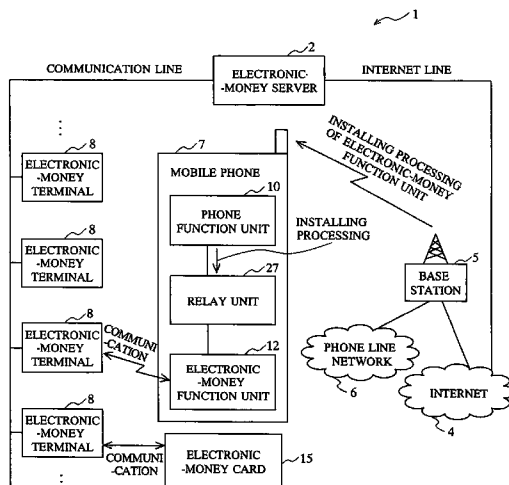 1
2
COMMUNICATION LINE
ELECTRONIC-
-MONEY SERVER
INTERNET LINE
INSTALLING PROCESSING
OF ELECTRONIC-MONEY
FUNCTION UNIT
8
ELECTRONIC
-MONEY
TERMINAL
8
ELECTRONIC
-MONEY
TERMINAL
8
ELECTRONIC
-MONEY
TERMINAL
8
ELECTRONIC
-MONEY
TERMINAL
COMMUNI
-CATION
COMMUNI
-CATION
7
MOBILE PHONE
10
PHONE
FUNCTION UNIT
INSTALLING
PROCESSING
27
RELAY UNIT
12
ELECTRONIC
-MONEY
FUNCTION UNIT
ELECTRONIC
-MONEY CARD
15
5
BASE
STATION
PHONE LINE
NETWORK
6
INTERNET
4